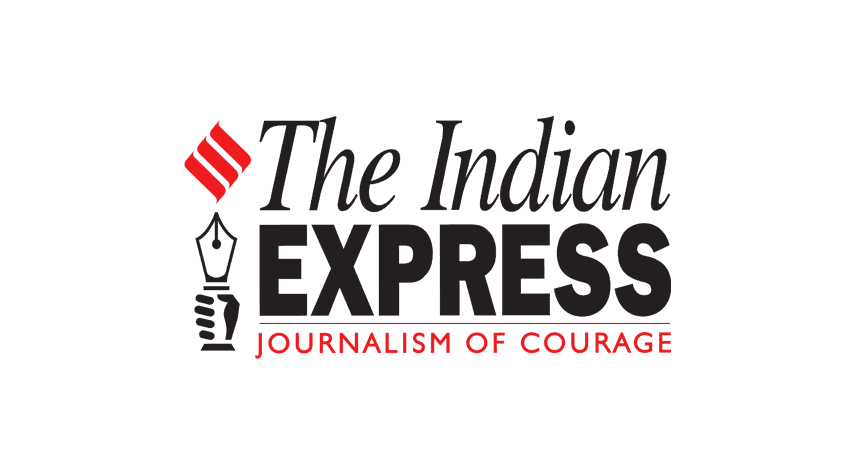 The Indian
EXPRESS
JOURNALISM OF COURAGE